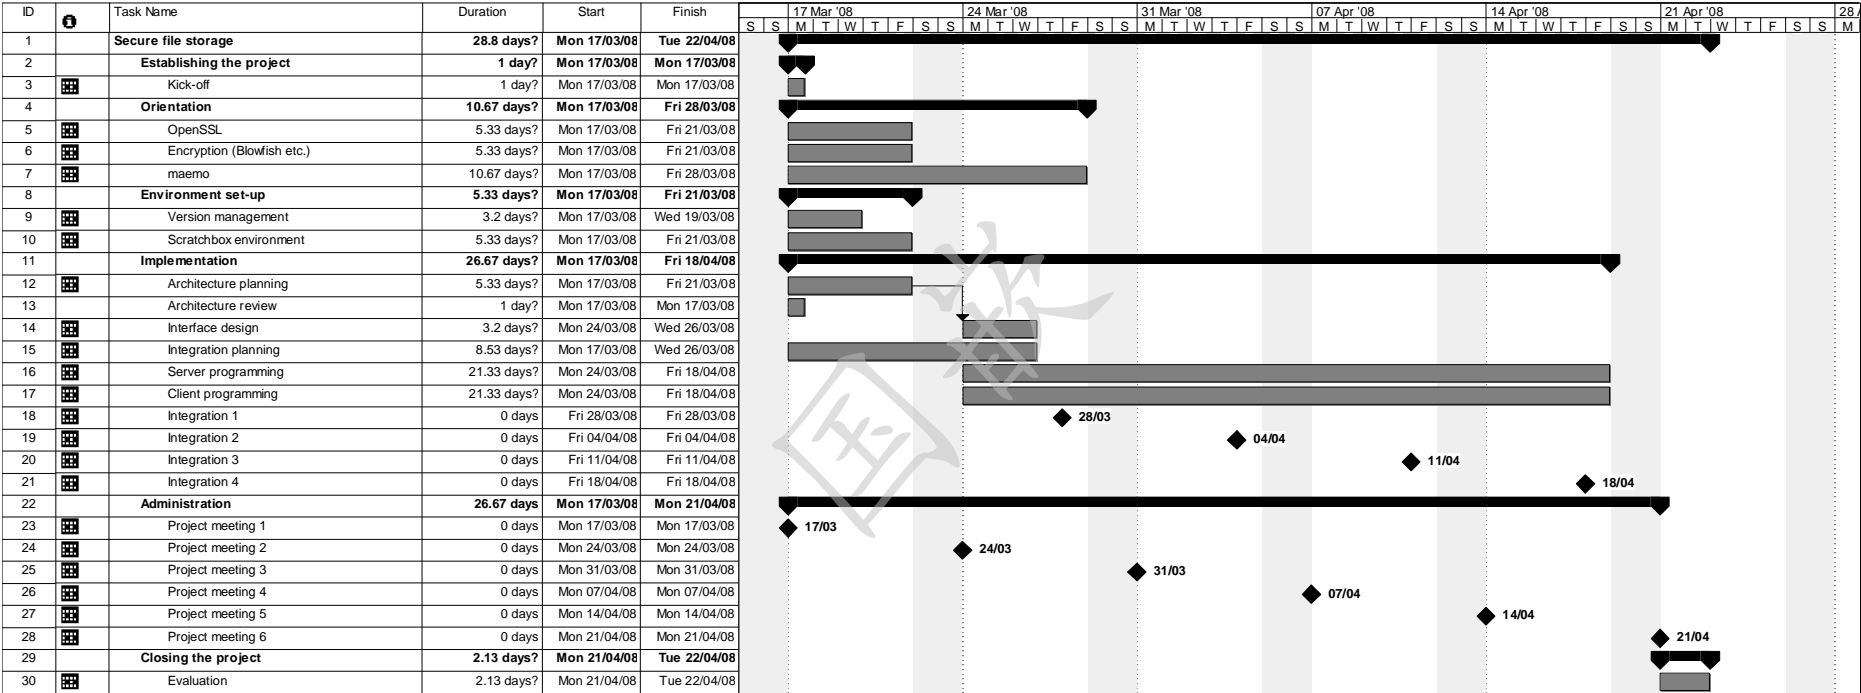 ID Task Name Duration Start Finish 17 Mar '08 24 Mar '08 31 Mar '08 07 Apr '08 14 Apr '08 21 Apr '08 28
S S M T W T F S S M T W T F S S M T W T F S S M T W T F S S M T W T F S S M T W T F S S M
1 Secure file storage 28.8 days? Mon 17/03/08 Tue 22/04/08
2 Establishing the project 1 day? Mon 17/03/08 Mon 17/03/08
3 Kick-off 1 day? Mon 17/03/08 Mon 17/03/08
4 Orientation 10.67 days? Mon 17/03/08 Fri 28/03/08
5 OpenSSL 5.33 days? Mon 17/03/08 Fri 21/03/08
6 Encryption (Blowfish etc.) 5.33 days? Mon 17/03/08 Fri 21/03/08
7 maemo 10.67 days? Mon 17/03/08 Fri 28/03/08
8 Environment set-up 5.33 days? Mon 17/03/08 Fri 21/03/08
9 Version management 3.2 days? Mon 17/03/08 Wed 19/03/08
10 Scratchbox environment 5.33 days? Mon 17/03/08 Fri 21/03/08
11 Implementation 26.67 days? Mon 17/03/08 Fri 18/04/08
12 Architecture planning 5.33 days? Mon 17/03/08 Fri 21/03/08
13 Architecture review 1 day? Mon 17/03/08 Mon 17/03/08
14 Interface design 3.2 days? Mon 24/03/08 Wed 26/03/08
15 Integration planning 8.53 days? Mon 17/03/08 Wed 26/03/08
16 Server programming 21.33 days? Mon 24/03/08 Fri 18/04/08
17 Client programming 21.33 days? Mon 24/03/08 Fri 18/04/08
18 Integration 1 0 days Fri 28/03/08 Fri 28/03/08 28/03
19 Integration 2 0 days Fri 04/04/08 Fri 04/04/08 04/04
20 Integration 3 0 days Fri 11/04/08 Fri 11/04/08 11/04
21 Integration 4 0 days Fri 18/04/08 Fri 18/04/08 18/04
22 Administration 26.67 days Mon 17/03/08 Mon 21/04/08
23 Project meeting 1 0 days Mon 17/03/08 Mon 17/03/08 17/03
24 Project meeting 2 0 days Mon 24/03/08 Mon 24/03/08 24/03
25 Project meeting 3 0 days Mon 31/03/08 Mon 31/03/08 31/03
26 Project meeting 4 0 days Mon 07/04/08 Mon 07/04/08 07/04
27 Project meeting 5 0 days Mon 14/04/08 Mon 14/04/08 14/04
28 Project meeting 6 0 days Mon 21/04/08 Mon 21/04/08 21/04
29 Closing the project 2.13 days? Mon 21/04/08 Tue 22/04/08
30 Evaluation 2.13 days? Mon 21/04/08 Tue 22/04/08